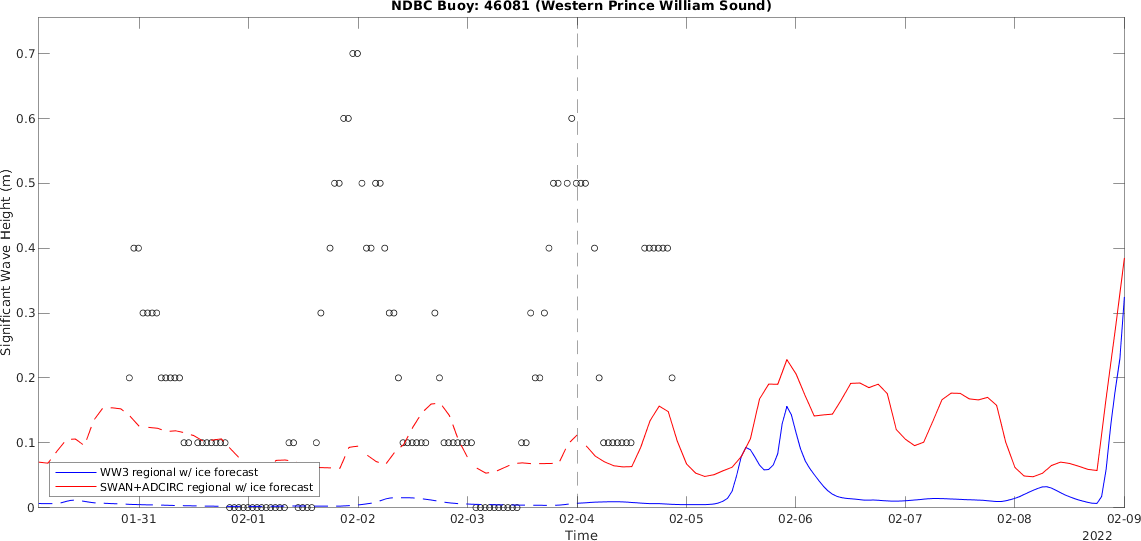 NDBC Buoy: 46081 (Western Prince William Sound)
Significant Wave Height (m)
0.7
0.6
0.5
0.4
0.3
0.2
0.1
0
WW3 regional w/ ice forecast
SWAN+ADCIRC regional w/ ice forecast
01-31 02-01 02-02 02-03 02-04 02-05 02-06 02-07 02-08 02-09
Time
2022